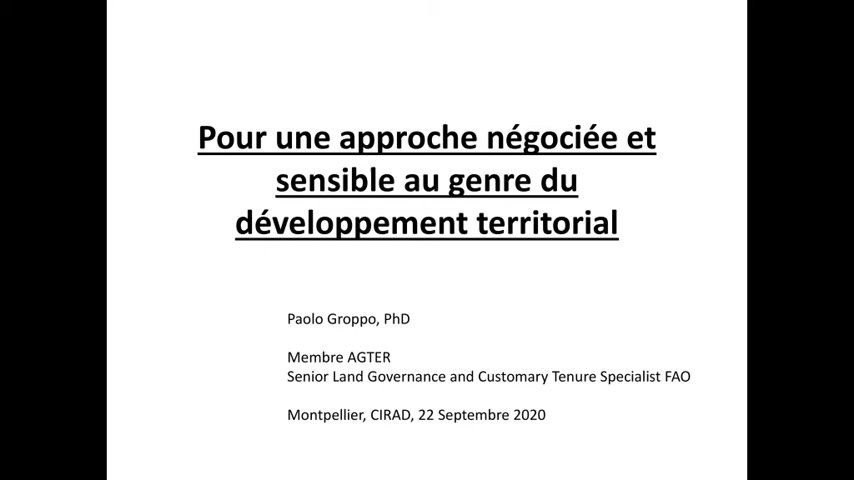 Pour une approche négociée et
sensible au genre du
développement territorial
Paolo Groppo, PhD
Membre AGTER
Senior Land Governance and Customary Tenure Specialist FAO
Montpellier, CIRAD, 22 Septembre 2020